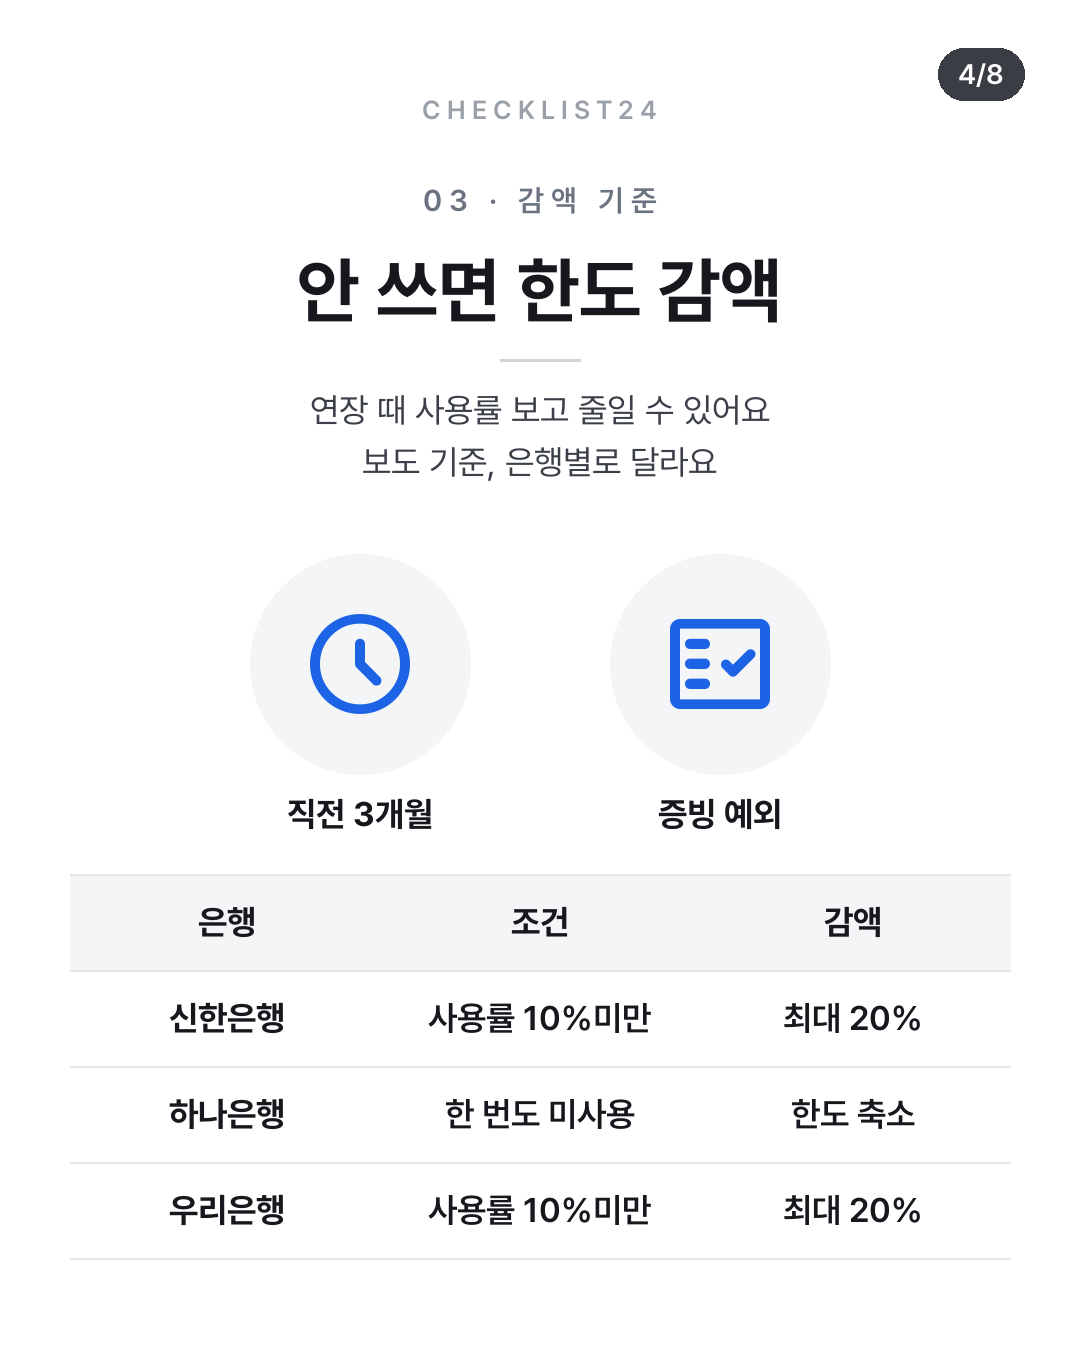 4/8
CHECKLIST24
03 · 감액 기준
안 쓰면 한도 감액
연장 때 사용률 보고 줄일 수 있어요
보도 기준, 은행별로 달라요
직전 3개월
증빙 예외
은행 조건 감액
신한은행 사용률 10%미만 최대 20%
하나은행 한 번도 미사용 한도 축소
우리은행 사용률 10%미만 최대 20%